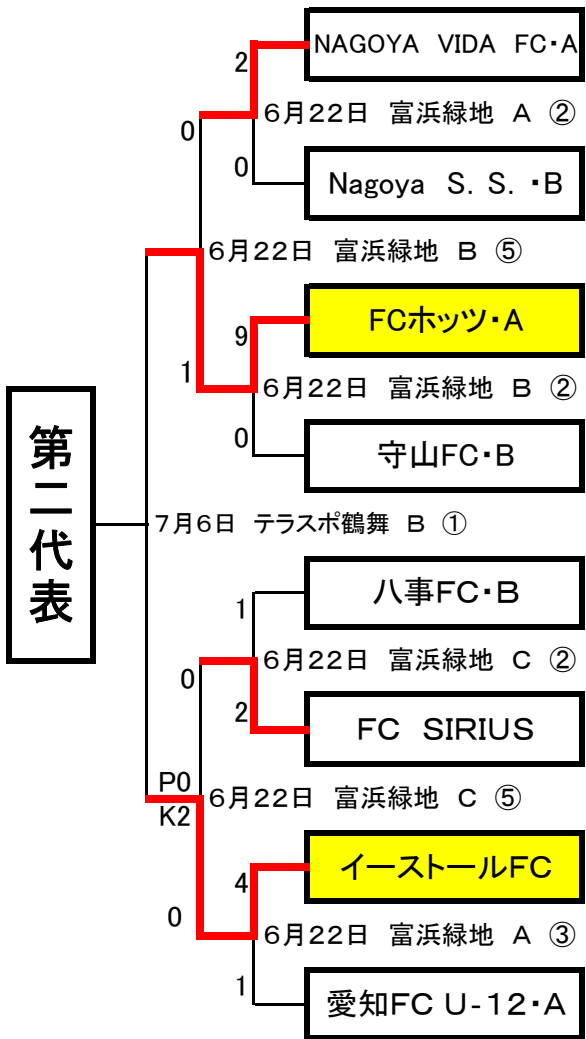 NAGOYA VIDA FC・A
2
6月22日 富浜緑地 A ②
0
0
Nagoya S. S. ・B
6月22日 富浜緑地 B ⑤
FCホッツ・A
9
1
6月22日 富浜緑地 B ②
0
守山FC・B
第二代表
7月6日 テラスポ鶴舞 B ①
八事FC・B
1
6月22日 富浜緑地 C ②
0
2
FC SIRIUS
P0
K2
6月22日 富浜緑地 C ⑤
イーストールFC
4
0
6月22日 富浜緑地 A ③
1
愛知FC U-12・A